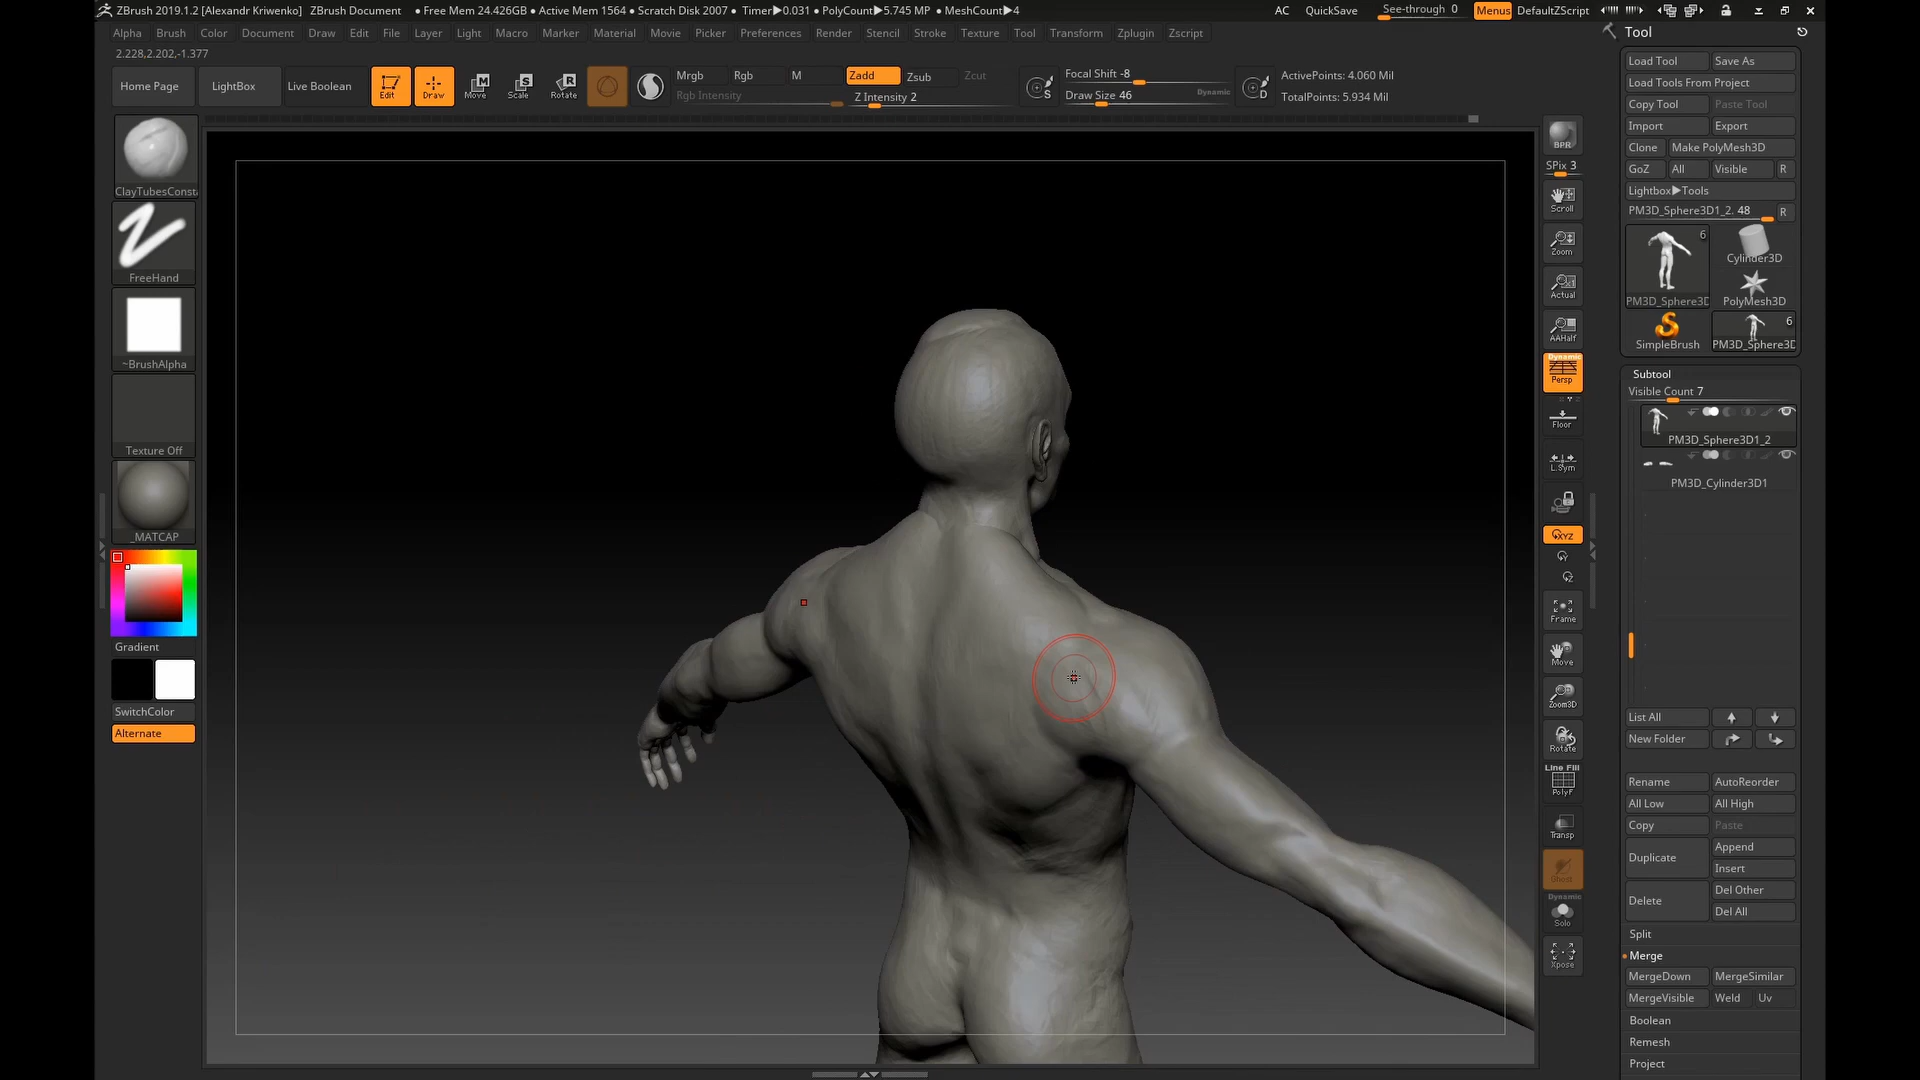 ZBrush 2019.1.2 [Alexandr Kriwenko] ZBrush Document ● Free Mem 24.426GB ● Active Mem 1564 ● Scratch Disk 2007 ● Timer▶0.031 ● PolyCount▶5.745 MP ● MeshCount▶4 AC QuickSave See-through 0 Menus DefaultZScript
Alpha Brush Color Document Draw Edit File Layer Light Macro Marker Material Movie Picker Preferences Render Stencil Stroke Texture Tool Transform Zplugin Zscript
2.228,2.202,-1.377
Home Page LightBox Live Boolean Edit Draw Move Scale Rotate
Mrgb Rgb M Zadd Zsub Zcut
Rgb Intensity Z Intensity 2
Focal Shift -8
Draw Size 46 Dynamic
ActivePoints: 4.060 Mil
TotalPoints: 5.934 Mil
ClayTubesConsta
FreeHand
~BrushAlpha
Texture Off
_MATCAP
Gradient
SwitchColor
Alternate
BPR
SPix 3
Scroll
Zoom
Actual
AAHalf
Dynamic
Persp
Floor
L.Sym
XYZ
Y
Z
Frame
Move
Zoom3D
Rotate
Line Fill
PolyF
Transp
Ghost
Dynamic
Solo
Xpose
Tool
Load Tool Save As
Load Tools From Project
Copy Tool Paste Tool
Import Export
Clone Make PolyMesh3D
GoZ All Visible R
Lightbox▶Tools
PM3D_Sphere3D1_2. 48 R
6
Cylinder3D
PM3D_Sphere3D PolyMesh3D
6
SimpleBrush PM3D_Sphere3D
Subtool
Visible Count 7
PM3D_Sphere3D1_2
PM3D_Cylinder3D1
List All
New Folder
Rename AutoReorder
All Low All High
Copy Paste
Duplicate Append
Insert
Delete Del Other
Del All
Split
Merge
MergeDown MergeSimilar
MergeVisible Weld Uv
Boolean
Remesh
Project